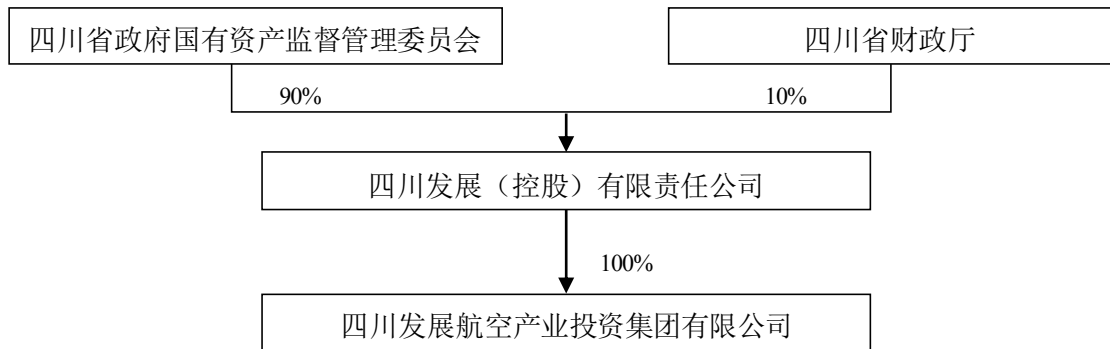 四川省政府国有资产监督管理委员会
四川省财政厅
90%
10%
四川发展（控股）有限责任公司
100%
四川发展航空产业投资集团有限公司